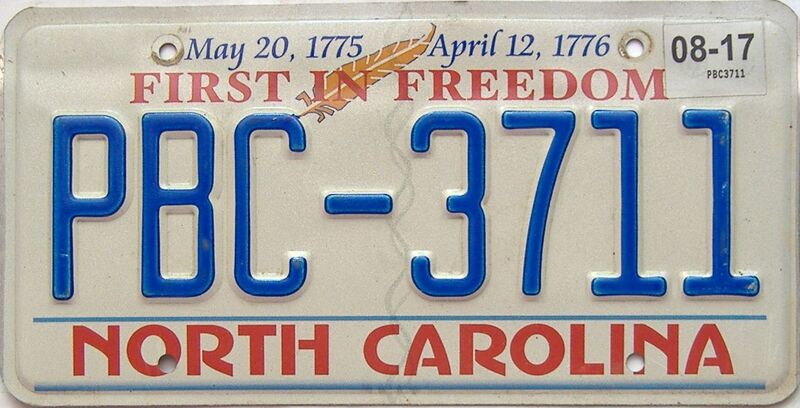 May 20, 1775 April 12, 1776
08-17
PBC3711
FIRST IN FREEDOM
PBC-3711
NORTH CAROLINA